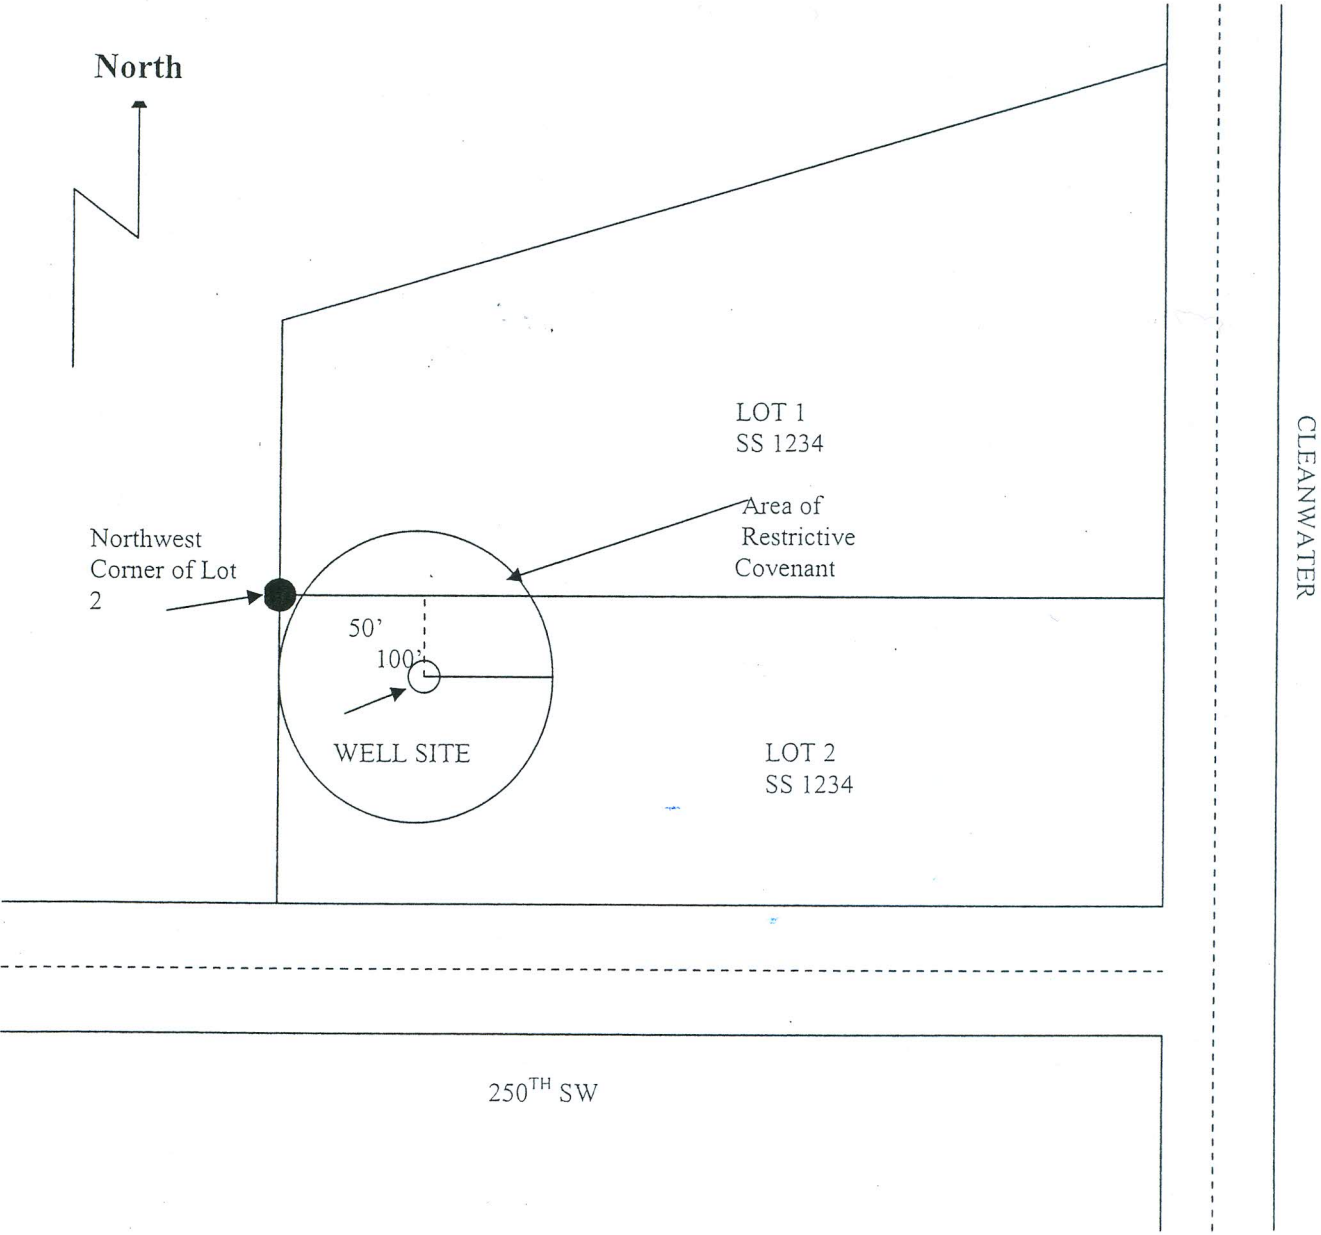 North
LOT 1
SS 1234
Area of
Restrictive
Covenant
Northwest
Corner of Lot
2
50’
100’
WELL SITE
LOT 2
SS 1234
CLEANWATER
250TH SW